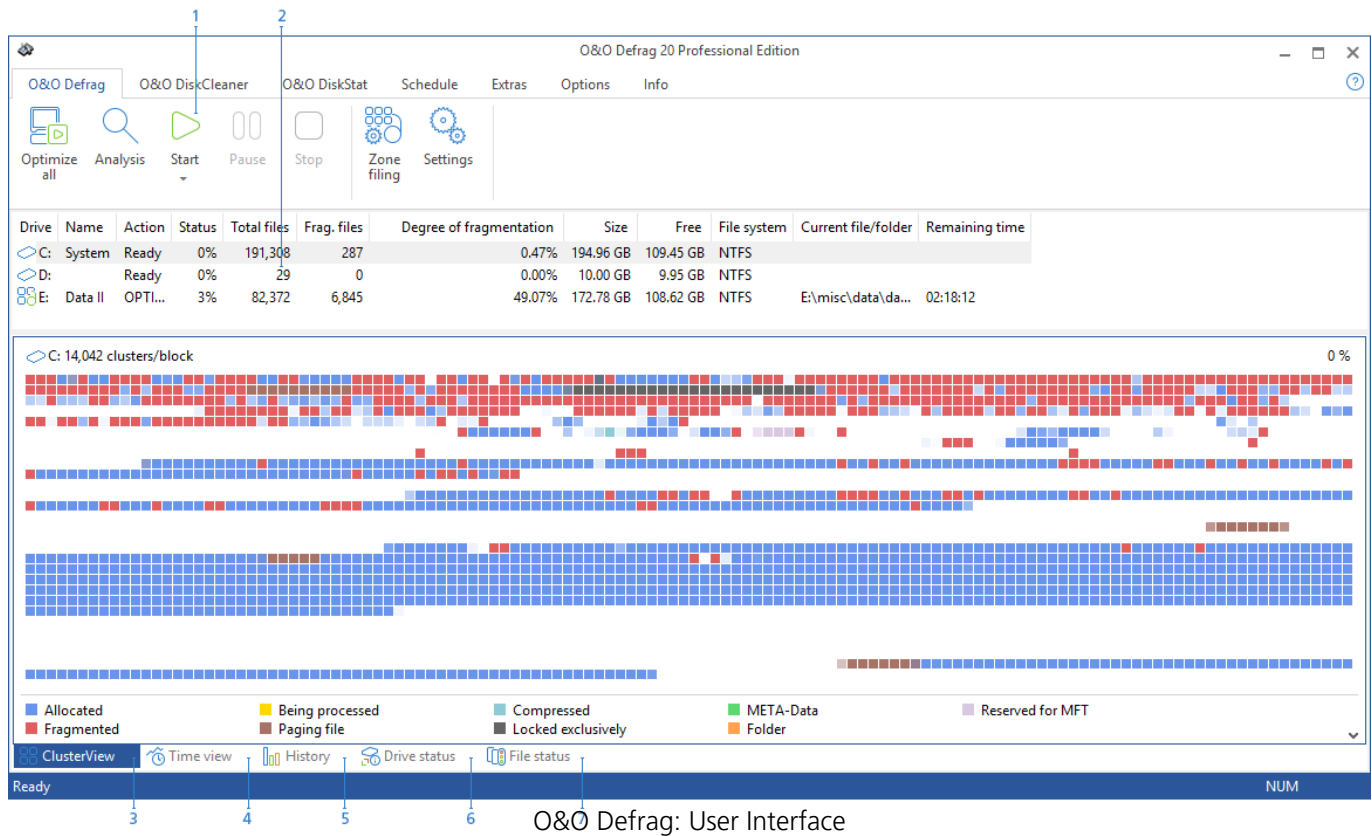 1 2
O&O Defrag 20 Professional Edition
O&O Defrag O&O DiskCleaner O&O DiskStat Schedule Extras Options Info
Optimize all Analysis Start Pause Stop Zone filing Settings
Drive Name Action Status Total files Frag. files Degree of fragmentation Size Free File system Current file/folder Remaining time
C: System Ready 0% 191,308 287 0.47% 194.96 GB 109.45 GB NTFS
D: Ready 0% 29 0 0.00% 10.00 GB 9.95 GB NTFS
E: Data II OPTI... 3% 82,372 6,845 49.07% 172.78 GB 108.62 GB NTFS E:\misc\data\da... 02:18:12
C: 14,042 clusters/block 0 %
Allocated Being processed Compressed META-Data Reserved for MFT
Fragmented Paging file Locked exclusively Folder
ClusterView Time view History Drive status File status
Ready NUM
3 4 5 6 7
O&O Defrag: User Interface